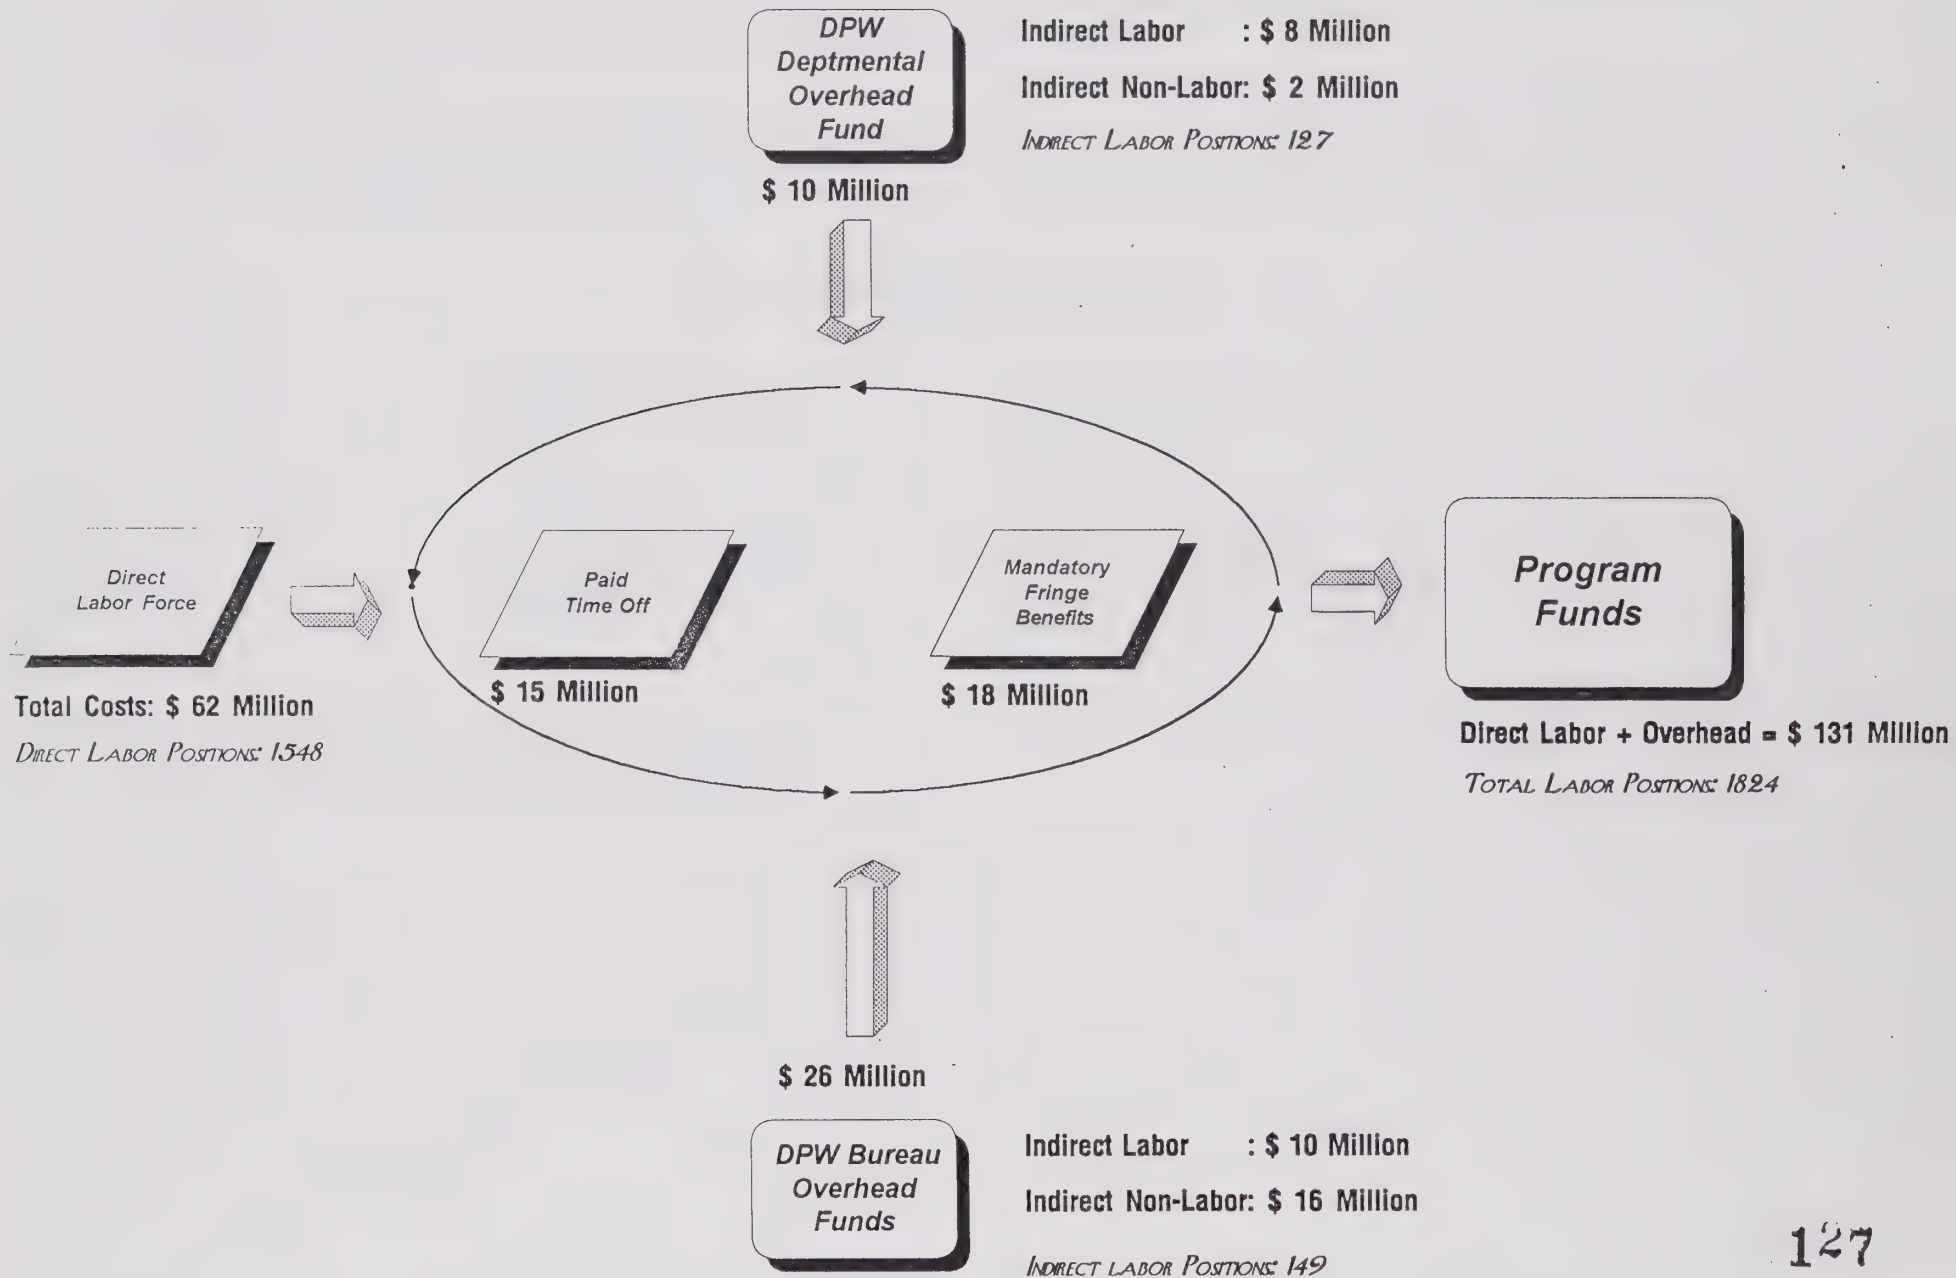 DPW
Deptmental
Overhead
Fund
$ 10 Million
Indirect Labor : $ 8 Million
Indirect Non-Labor: $ 2 Million
INDIRECT LABOR POSITIONS: 127
Direct
Labor Force
Total Costs: $ 62 Million
DIRECT LABOR POSITIONS: 1548
Paid
Time Off
$ 15 Million
Mandatory
Fringe
Benefits
$ 18 Million
Program
Funds
Direct Labor + Overhead = $ 131 Million
TOTAL LABOR POSITIONS: 1824
$ 26 Million
DPW Bureau
Overhead
Funds
Indirect Labor : $ 10 Million
Indirect Non-Labor: $ 16 Million
INDIRECT LABOR POSITIONS: 149
127